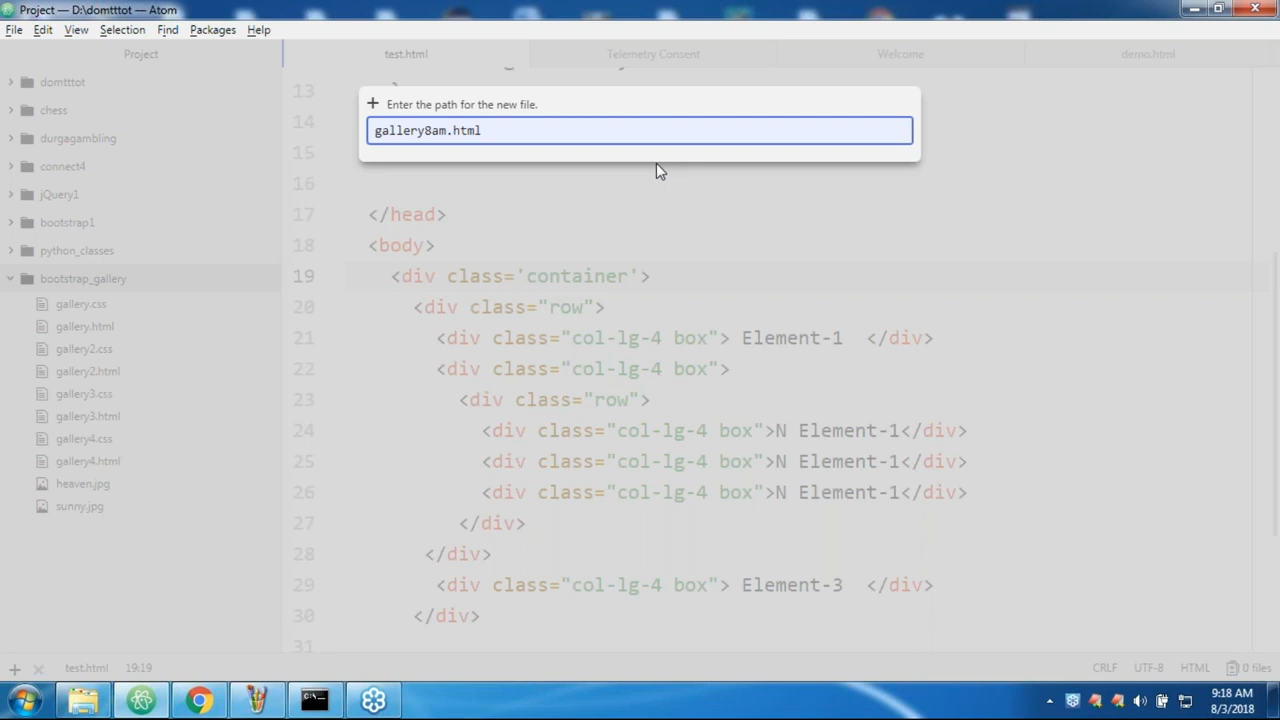 Project — D:\domtttot — Atom
File Edit View Selection Find Packages Help
Project
test.html Telemetry Consent Welcome demo.html
domtttot
chess
durgagambling
connect4
jQuery1
bootstrap1
python_classes
bootstrap_gallery
gallery.css
gallery.html
gallery2.css
gallery2.html
gallery3.css
gallery3.html
gallery4.css
gallery4.html
heaven.jpg
sunny.jpg
Enter the path for the new file.
gallery8am.html
13
14
15
16
17 </head>
18 <body>
19 <div class='container'>
20 <div class="row">
21 <div class="col-lg-4 box"> Element-1 </div>
22 <div class="col-lg-4 box">
23 <div class="row">
24 <div class="col-lg-4 box">N Element-1</div>
25 <div class="col-lg-4 box">N Element-1</div>
26 <div class="col-lg-4 box">N Element-1</div>
27 </div>
28 </div>
29 <div class="col-lg-4 box"> Element-3 </div>
30 </div>
31
test.html 19:19 CRLF UTF-8 HTML 0 files
9:18 AM
8/3/2018